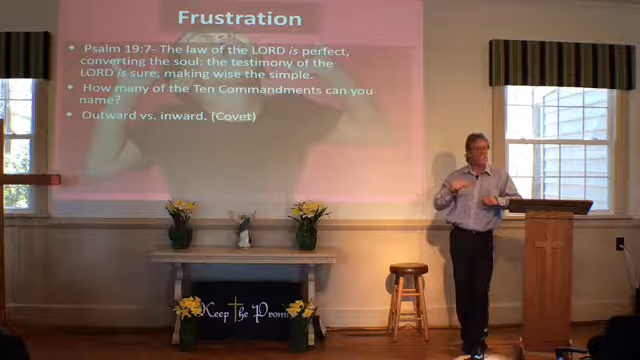 Frustration
Psalm 19:7- The law of the LORD is perfect,
converting the soul: the testimony of the
LORD is sure, making wise the simple.
How many of the Ten Commandments can you
name?
Outward vs. inward. (Covet)
Keep the Prom